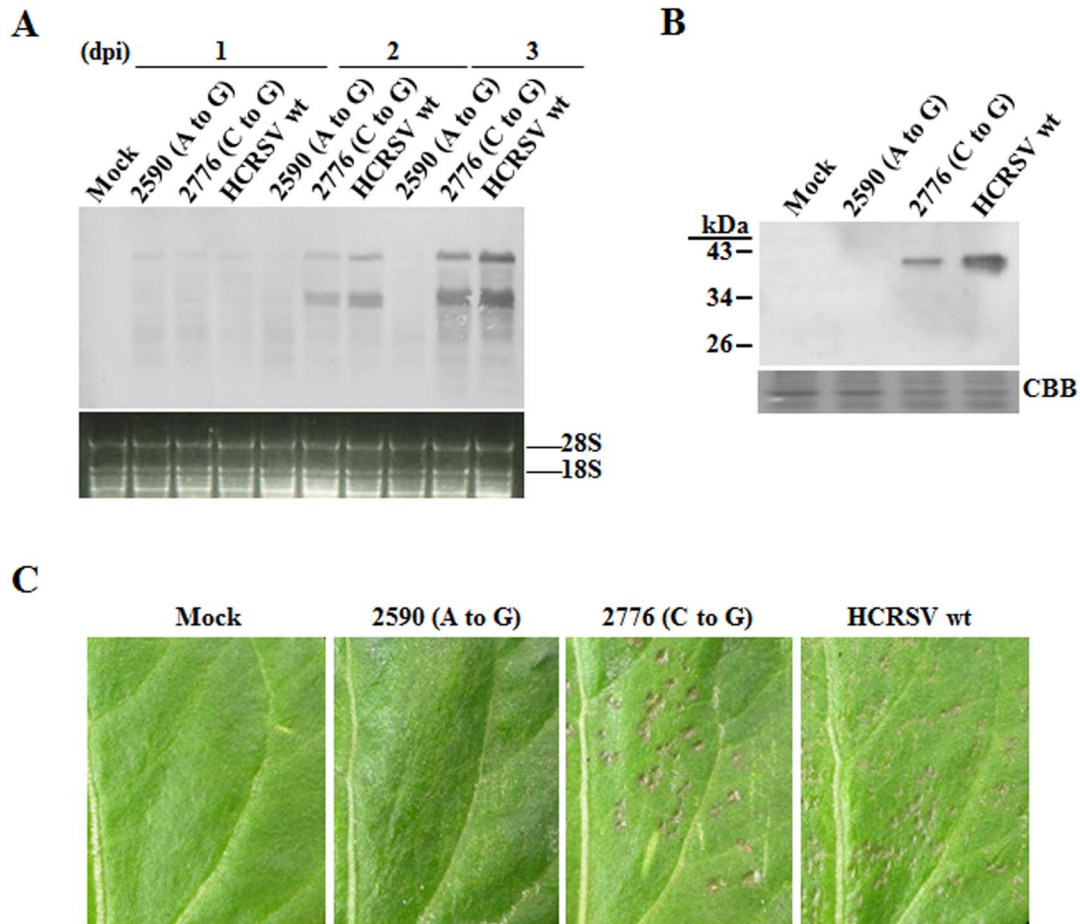 A
(dpi) 1 2 3
Mock
2590 (A to G)
2776 (C to G)
HCRSV wt
2590 (A to G)
2776 (C to G)
HCRSV wt
2590 (A to G)
2776 (C to G)
HCRSV wt
28S
18S
B
Mock
2590 (A to G)
2776 (C to G)
HCRSV wt
kDa
43
34
26
CBB
C
Mock 2590 (A to G) 2776 (C to G) HCRSV wt